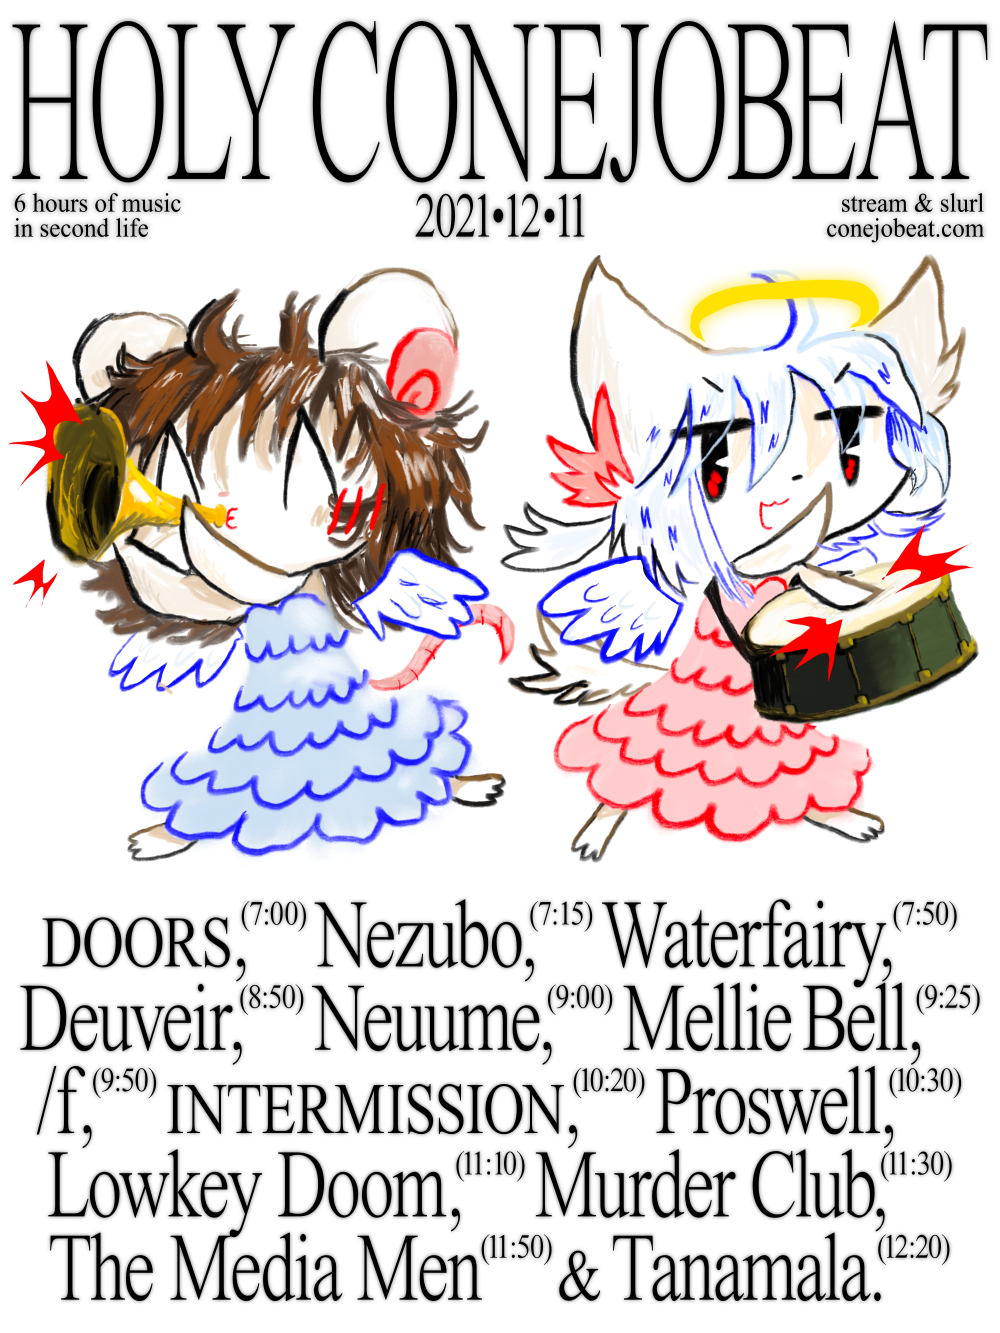 HOLY CONEJOBEAT
6 hours of music
in second life
2021•12•11
stream & slurl
conejobeat.com
DOORS,(7:00) Nezubo,(7:15) Waterfairy,(7:50)
Deuveir,(8:50) Neuume,(9:00) Mellie Bell,(9:25)
/f,(9:50) INTERMISSION,(10:20) Proswell,(10:30)
Lowkey Doom,(11:10) Murder Club,(11:30)
The Media Men(11:50) & Tanamala.(12:20)